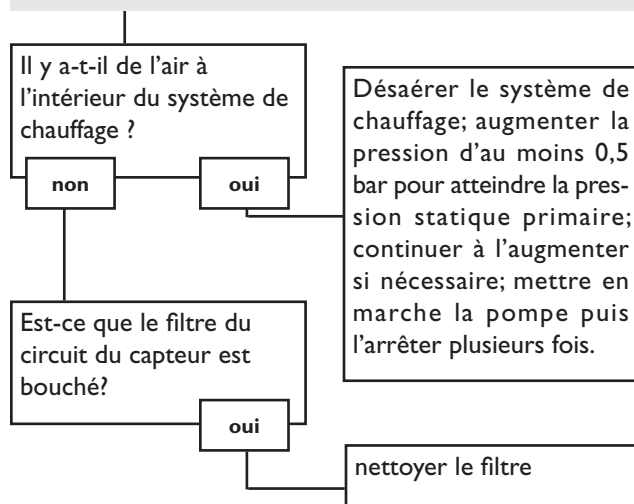 Il y a-t-il de l'air à
l'intérieur du système de
chauffage ?
non
oui
Désaérer le système de
chauffage; augmenter la
pression d'au moins 0,5
bar pour atteindre la pres-
sion statique primaire;
continuer à l'augmenter
si nécessaire; mettre en
marche la pompe puis
l'arrêter plusieurs fois.
Est-ce que le filtre du
circuit du capteur est
bouché?
oui
nettoyer le filtre